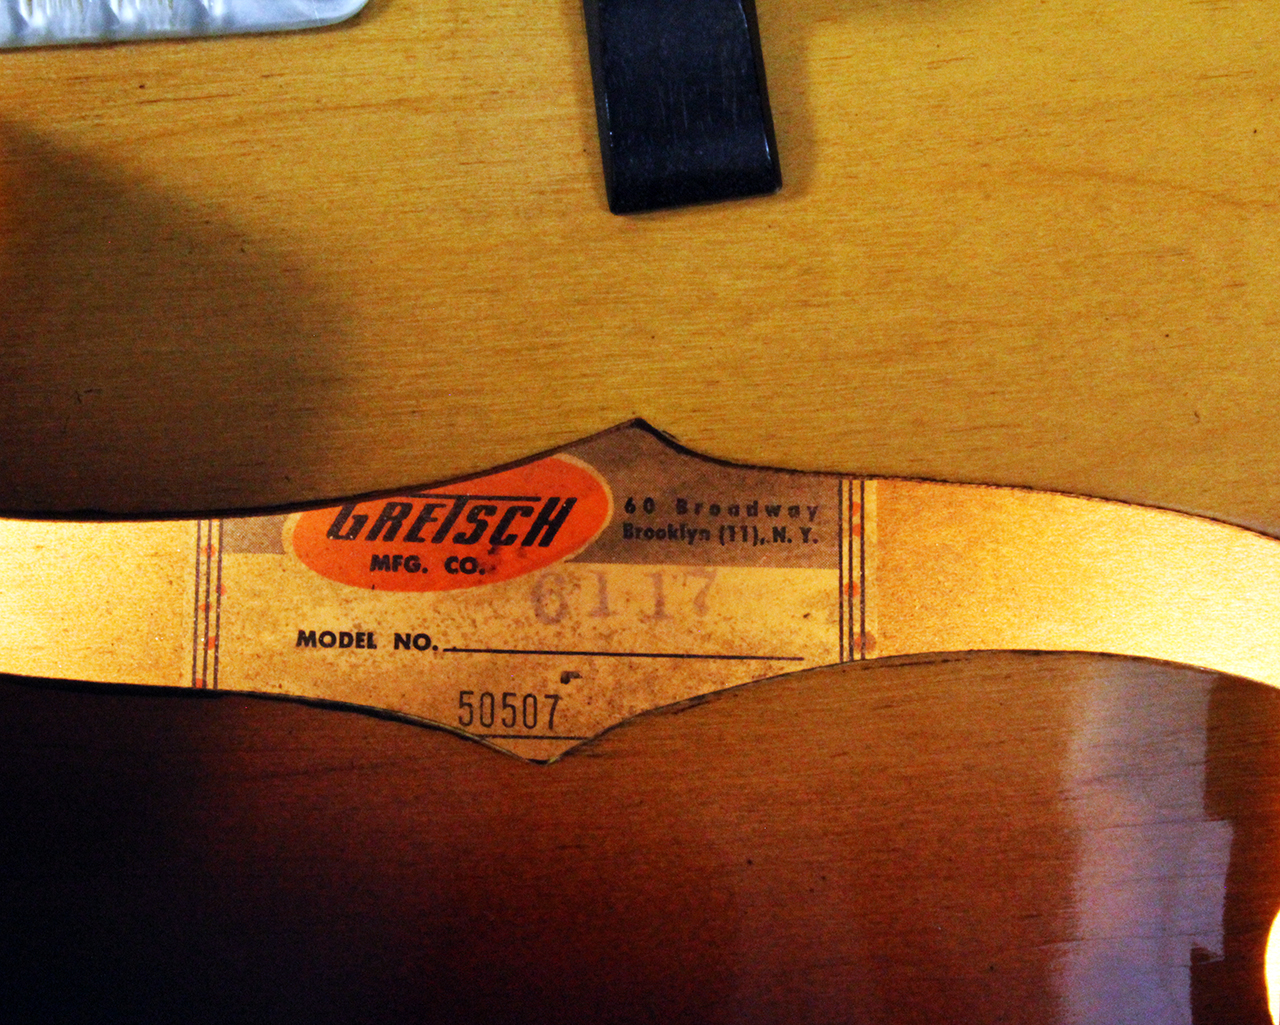 GRETSCH
MFG. CO.
60 Broadway
Brooklyn (11), N. Y.
6117
MODEL NO.
50507